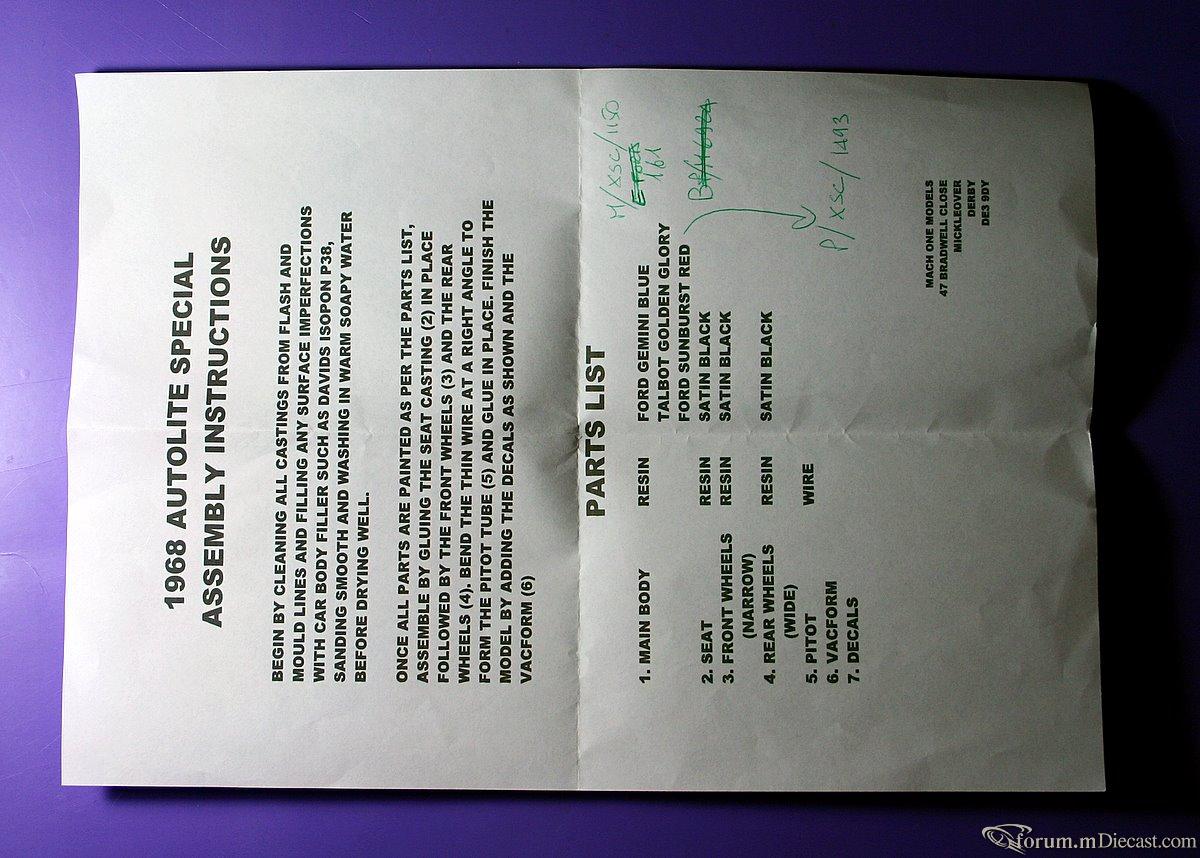 1968 AUTOLITE SPECIAL
ASSEMBLY INSTRUCTIONS
BEGIN BY CLEANING ALL CASTINGS FROM FLASH AND
MOULD LINES AND FILLING ANY SURFACE IMPERFECTIONS
WITH CAR BODY FILLER SUCH AS DAVIDS ISOPON P38,
SANDING SMOOTH AND WASHING IN WARM SOAPY WATER
BEFORE DRYING WELL.
ONCE ALL PARTS ARE PAINTED AS PER THE PARTS LIST,
ASSEMBLE BY GLUING THE SEAT CASTING (2) IN PLACE
FOLLOWED BY THE FRONT WHEELS (3) AND THE REAR
WHEELS (4). BEND THE THIN WIRE AT A RIGHT ANGLE TO
FORM THE PITOT TUBE (5) AND GLUE IN PLACE. FINISH THE
MODEL BY ADDING THE DECALS AS SHOWN AND THE
VACFORM (6)
PARTS LIST
1. MAIN BODY RESIN FORD GEMINI BLUE
TALBOT GOLDEN GLORY
FORD SUNBURST RED
2. SEAT RESIN SATIN BLACK
3. FRONT WHEELS RESIN SATIN BLACK
(NARROW)
4. REAR WHEELS RESIN SATIN BLACK
(WIDE)
5. PITOT WIRE
6. VACFORM
7. DECALS
M/XSC/1150
161
P/XSC/1493
MACH ONE MODELS
47 BRADWELL CLOSE
MICKLEOVER
DERBY
DE3 9DY
forum.mDiecast.com